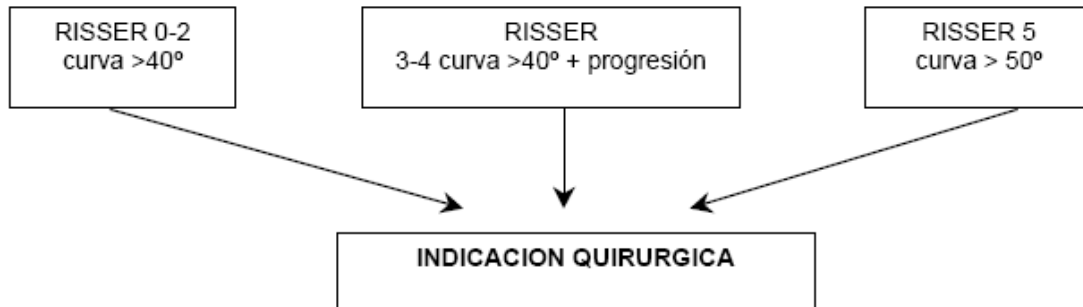 RISSER 0-2
curva >40º
RISSER
3-4 curva >40º + progresión
RISSER 5
curva > 50º
INDICACION QUIRURGICA